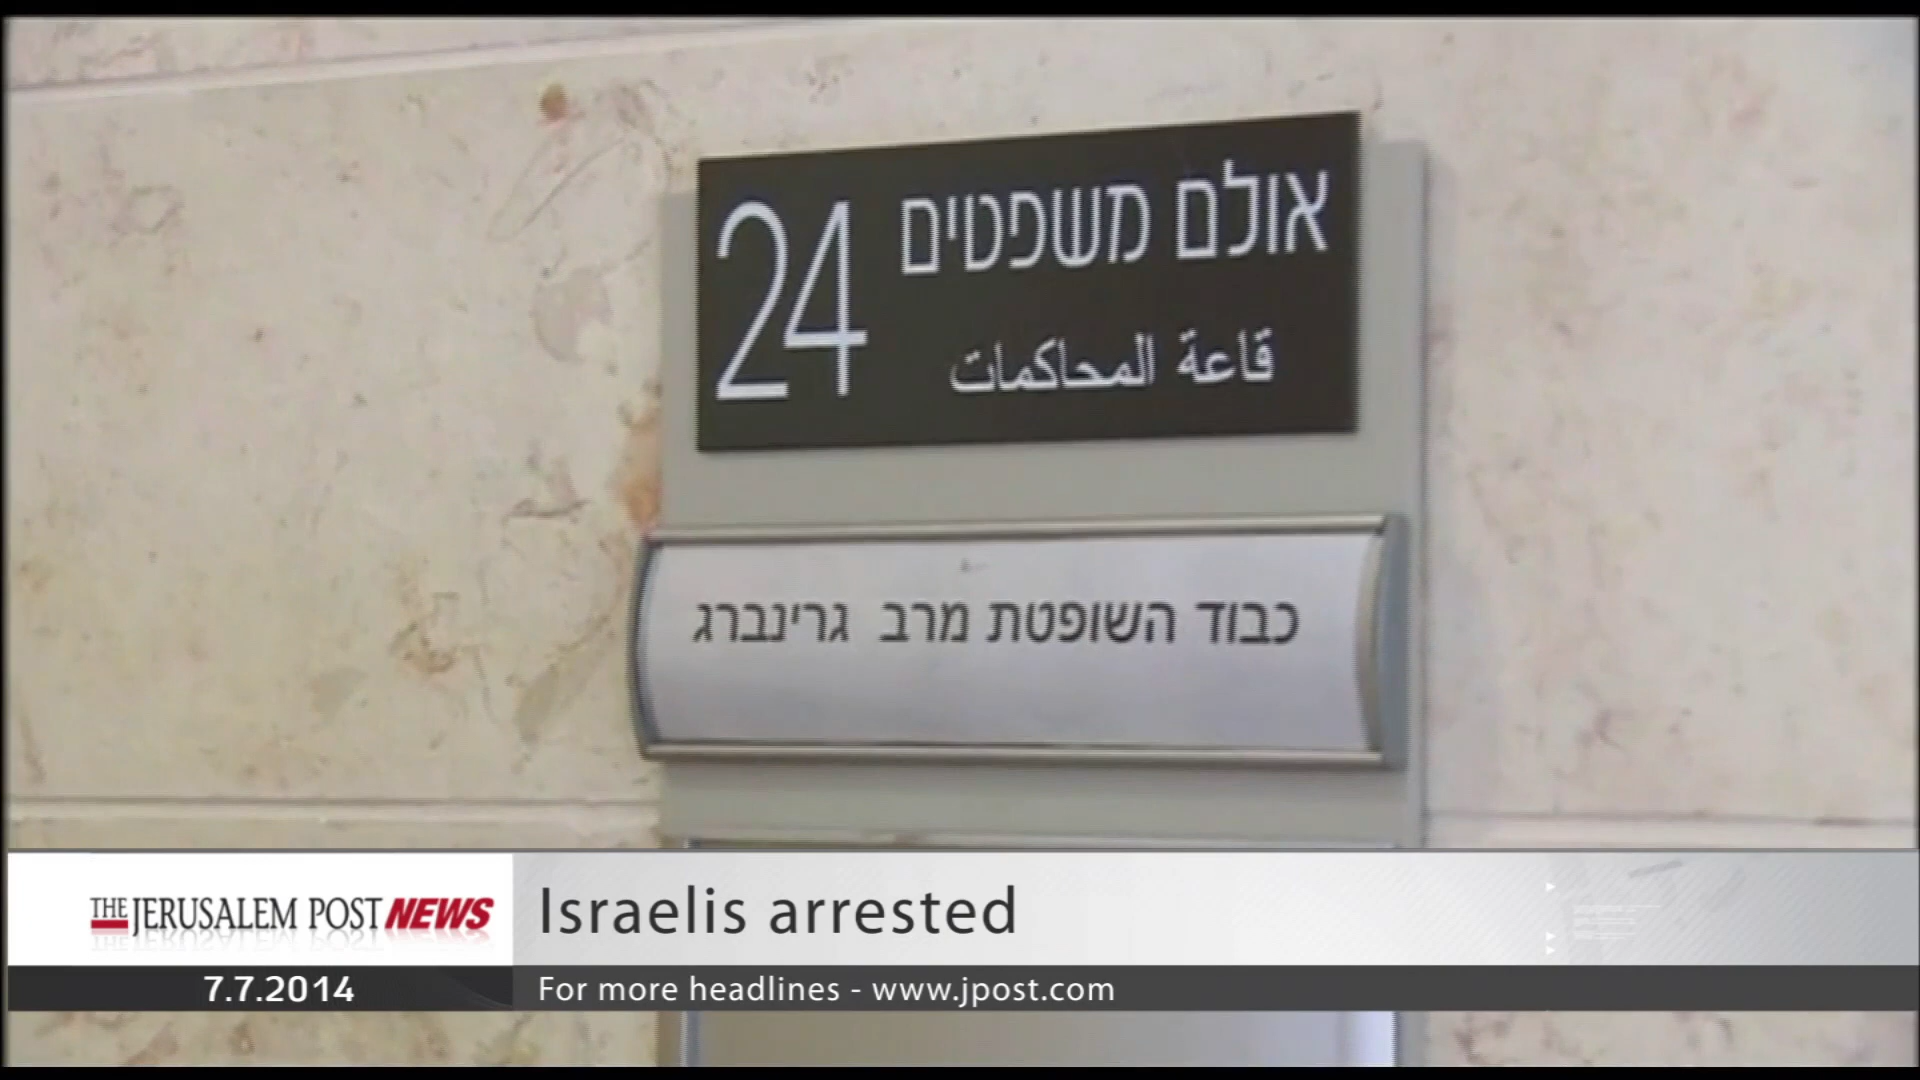 24 אולם משפטים
قاعة المحاكمات
כבוד השופטת מרב גרינברג
THE JERUSALEM POST NEWS
Israelis arrested
7.7.2014
For more headlines - www.jpost.com